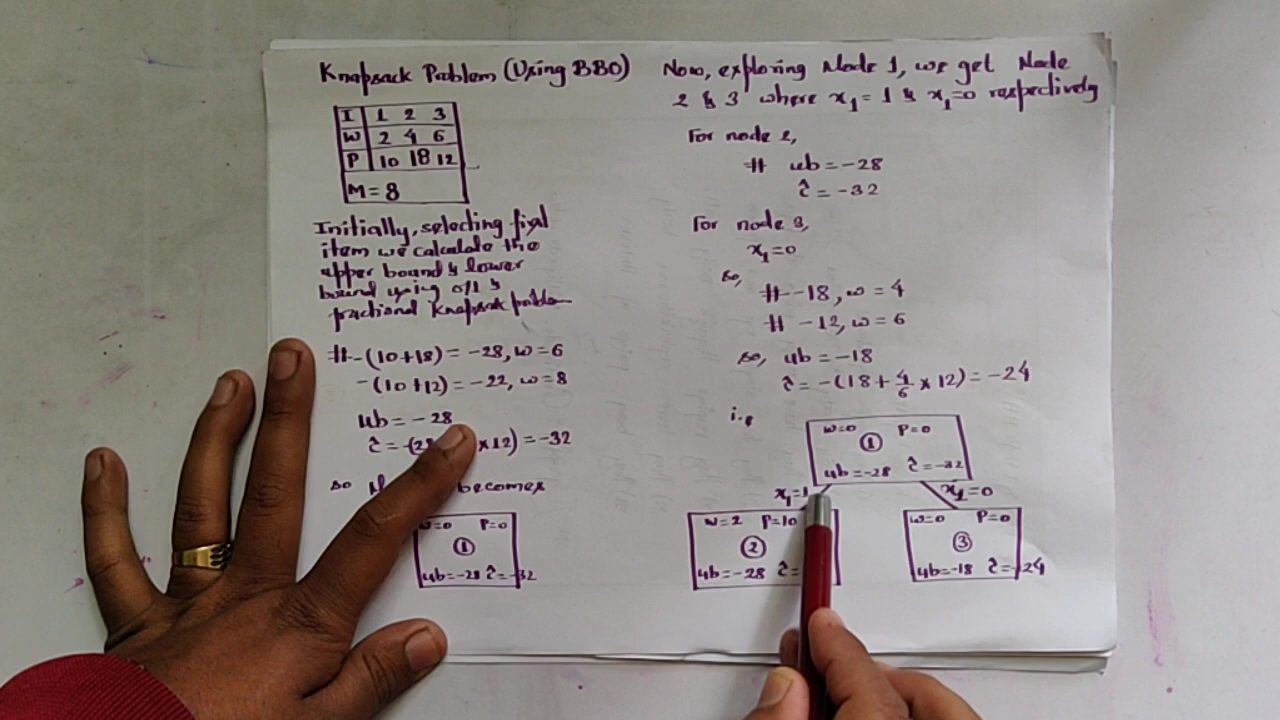 Knapsack Problem (Using BBO)
I 1 2 3
W 2 4 6
P 10 18 12
M = 8
Initially, selecting first
item we calculate the
upper bound & lower
bound using 0/1 &
fractional knapsack problem
# -(10+18) = -28, w=6
-(10+12) = -22, w=8
ub = -28
ĉ = -(28 ×12) = -32
so becomes
w=0 P=0
①
ub=-28 ĉ=-32
Now, exploring Node 1, we get Node
2 & 3 where x₁=1 & x₁=0 respectively
For node 2,
# ub = -28
ĉ = -32
For node 3,
x₁=0
so,
# -18, w = 4
# -12, w = 6
so, ub = -18
ĉ = -(18 + 4/6 × 12) = -24
i.e
w=0 P=0
①
ub=-28 ĉ=-32
x₁=1 x₁=0
w=2 P=10
②
ub=-28 ĉ=
w=0 P=0
③
ub=-18 ĉ=-24